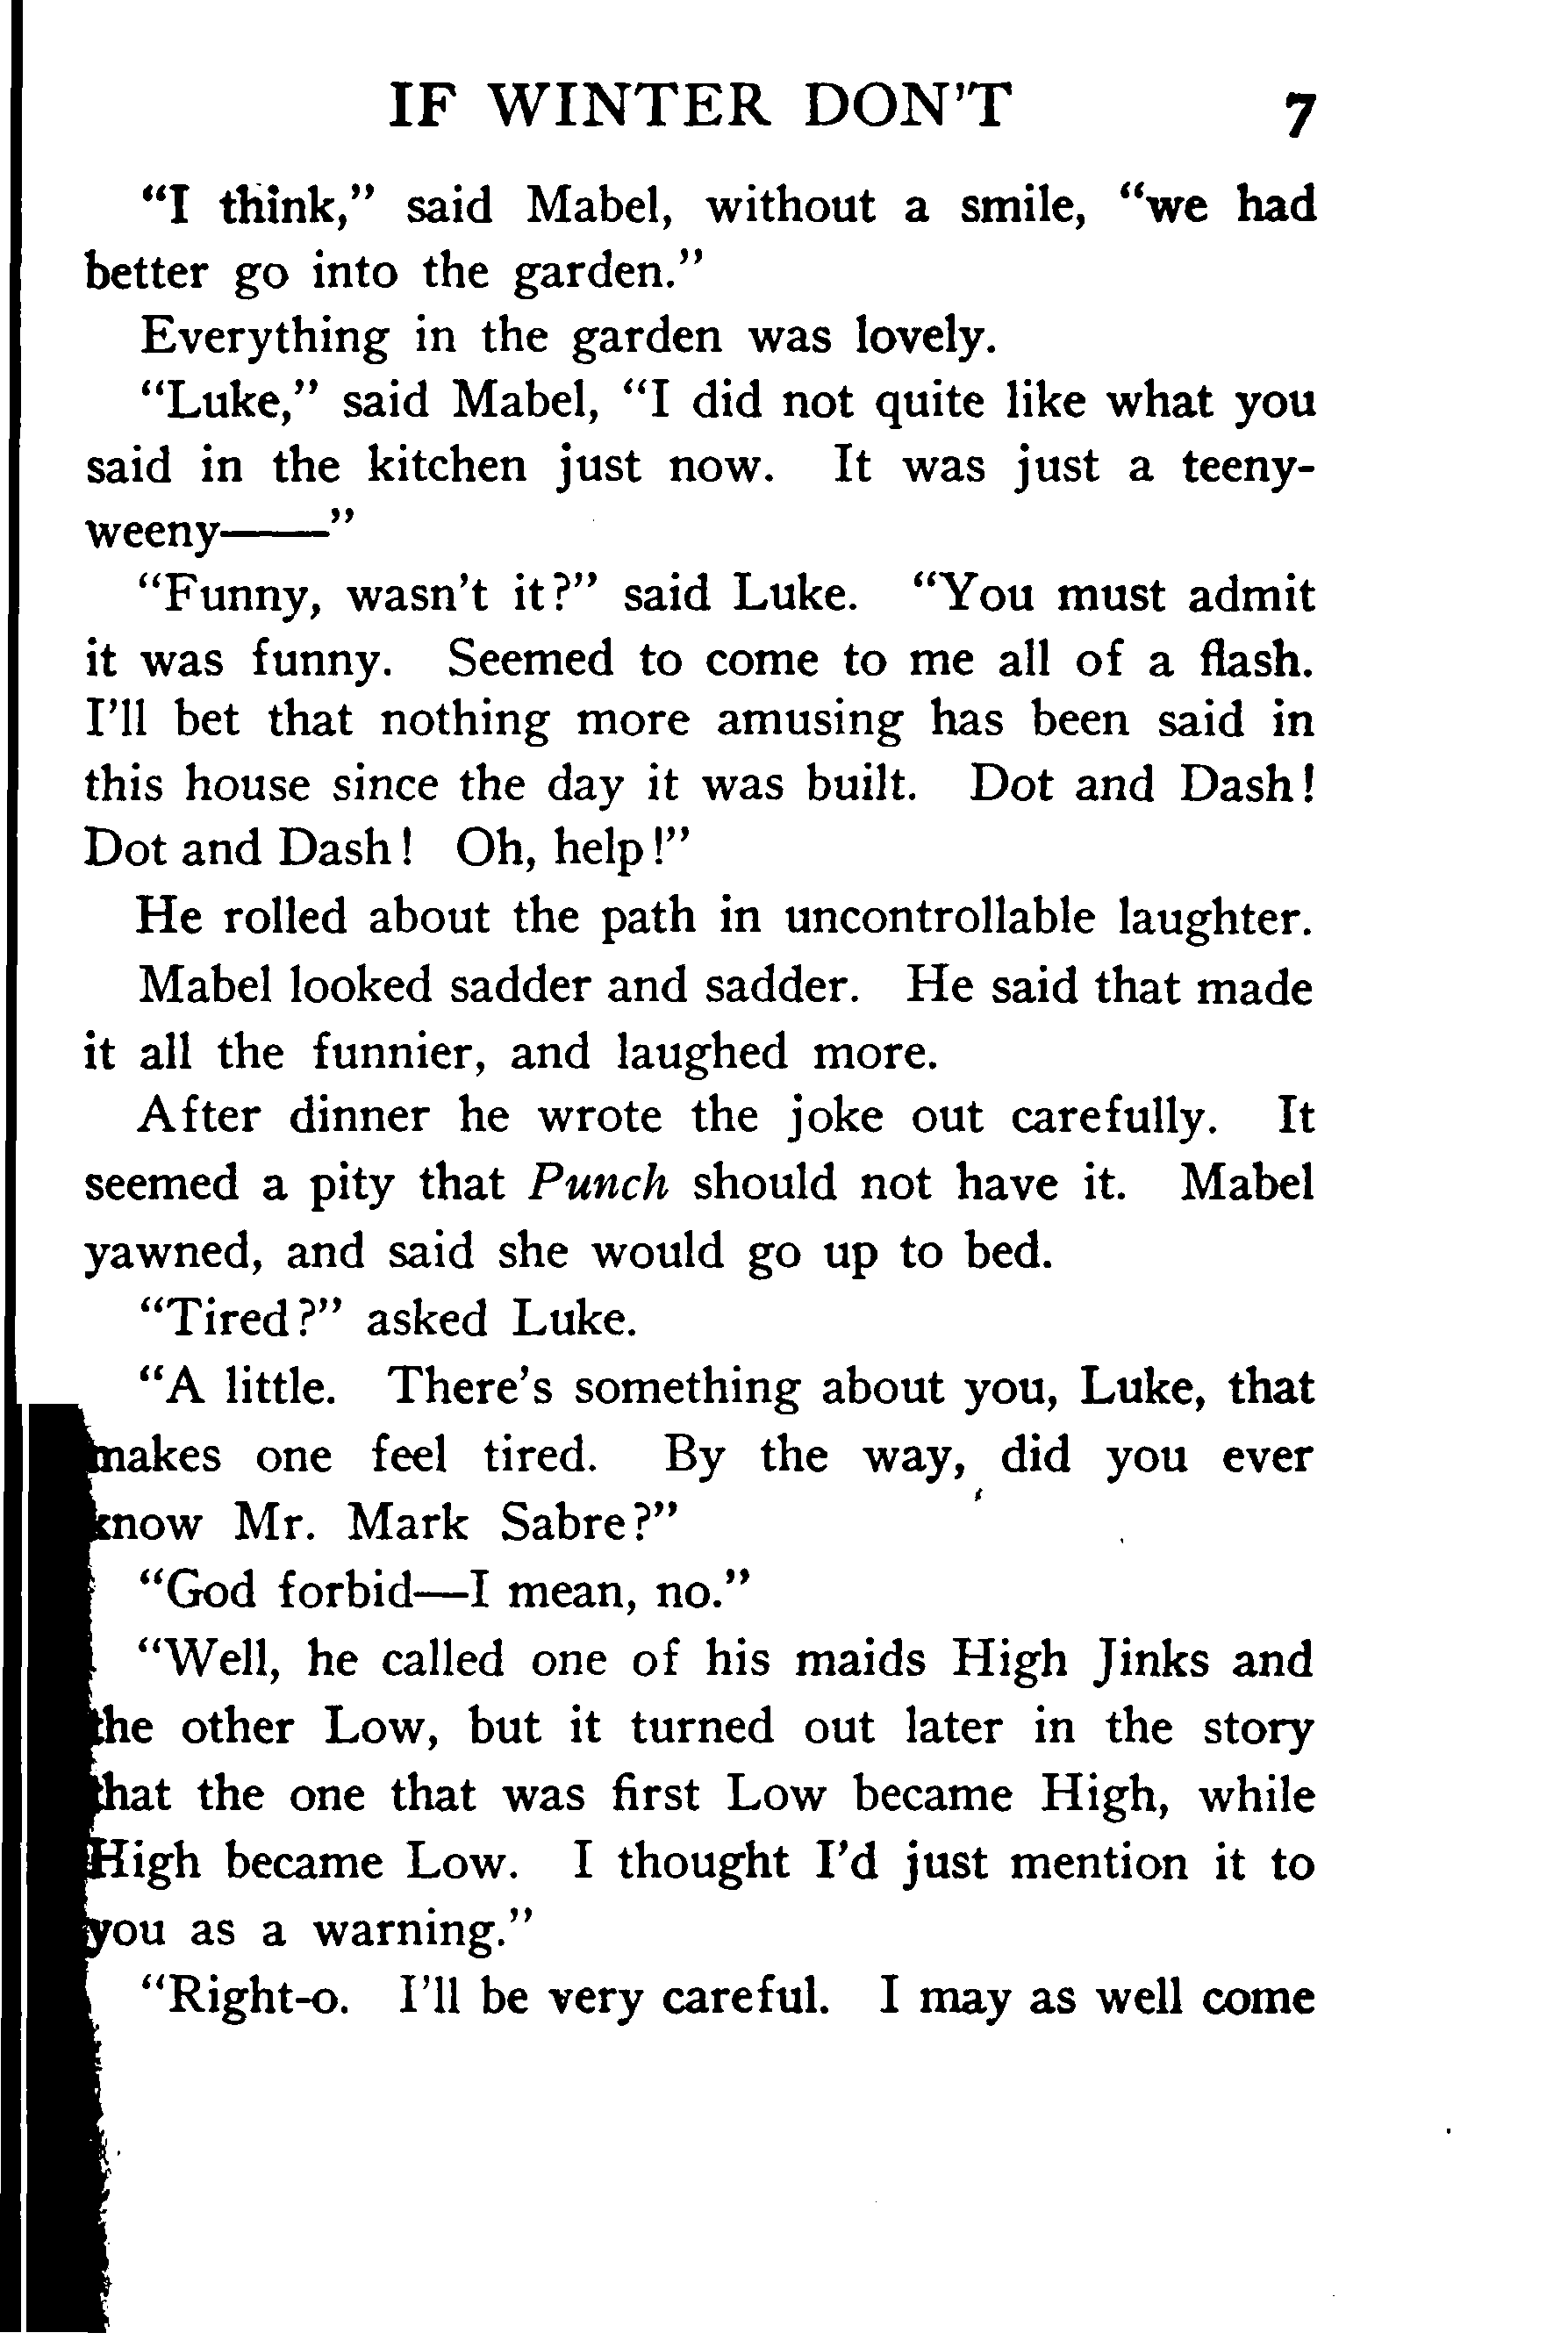 IF WINTER DON'T 7
"I think," said Mabel, without a smile, "we had
better go into the garden."
Everything in the garden was lovely.
"Luke," said Mabel, "I did not quite like what you
said in the kitchen just now. It was just a teeny-
weeny——"
"Funny, wasn't it?" said Luke. "You must admit
it was funny. Seemed to come to me all of a flash.
I'll bet that nothing more amusing has been said in
this house since the day it was built. Dot and Dash!
Dot and Dash! Oh, help!"
He rolled about the path in uncontrollable laughter.
Mabel looked sadder and sadder. He said that made
it all the funnier, and laughed more.
After dinner he wrote the joke out carefully. It
seemed a pity that Punch should not have it. Mabel
yawned, and said she would go up to bed.
"Tired?" asked Luke.
"A little. There's something about you, Luke, that
makes one feel tired. By the way, did you ever
know Mr. Mark Sabre?"
"God forbid—I mean, no."
"Well, he called one of his maids High Jinks and
the other Low, but it turned out later in the story
that the one that was first Low became High, while
High became Low. I thought I'd just mention it to
you as a warning."
"Right-o. I'll be very careful. I may as well come